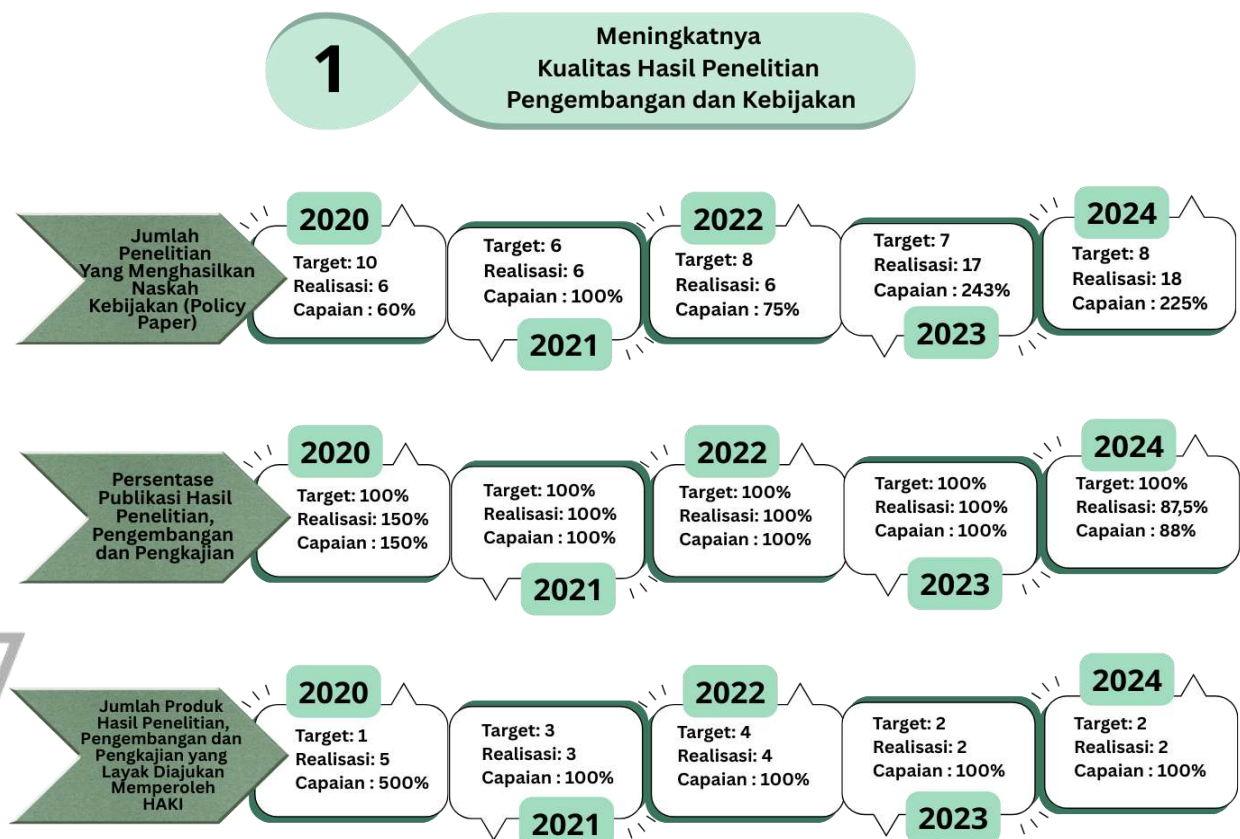 1
Meningkatnya
Kualitas Hasil Penelitian
Pengembangan dan Kebijakan
Jumlah
Penelitian
Yang Menghasilkan
Naskah
Kebijakan (Policy
Paper)
2020
Target: 10
Realisasi: 6
Capaian : 60%
Target: 6
Realisasi: 6
Capaian : 100%
2021
2022
Target: 8
Realisasi: 6
Capaian : 75%
Target: 7
Realisasi: 17
Capaian : 243%
2023
2024
Target: 8
Realisasi: 18
Capaian : 225%
Persentase
Publikasi Hasil
Penelitian,
Pengembangan
dan Pengkajian
2020
Target: 100%
Realisasi: 150%
Capaian : 150%
Target: 100%
Realisasi: 100%
Capaian : 100%
2021
2022
Target: 100%
Realisasi: 100%
Capaian : 100%
Target: 100%
Realisasi: 100%
Capaian : 100%
2023
2024
Target: 100%
Realisasi: 87,5%
Capaian : 88%
Jumlah Produk
Hasil Penelitian,
Pengembangan dan
Pengkajian yang
Layak Diajukan
Memperoleh
HAKI
2020
Target: 1
Realisasi: 5
Capaian : 500%
Target: 3
Realisasi: 3
Capaian : 100%
2021
2022
Target: 4
Realisasi: 4
Capaian : 100%
Target: 2
Realisasi: 2
Capaian : 100%
2023
2024
Target: 2
Realisasi: 2
Capaian : 100%